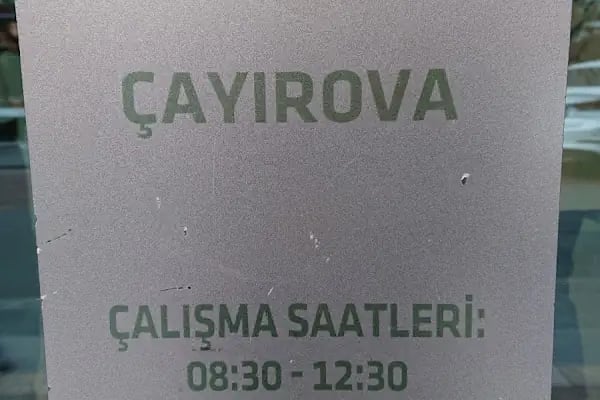 ÇAYIROVA
ÇALIŞMA SAATLERİ:
08:30 - 12:30